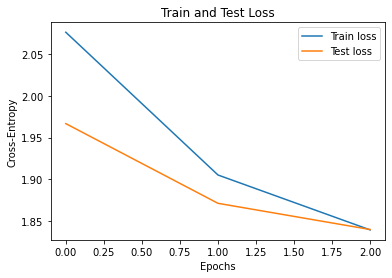 Train and Test Loss
Train loss
Test loss
Cross-Entropy
2.05
2.00
1.95
1.90
1.85
0.00 0.25 0.50 0.75 1.00 1.25 1.50 1.75 2.00
Epochs